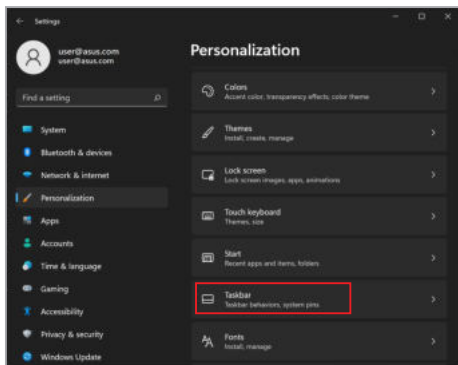 Settings
user@asus.com
user@asus.com
Find a setting
System
Bluetooth & devices
Network & internet
Personalization
Apps
Accounts
Time & language
Gaming
Accessibility
Privacy & security
Windows Update
Personalization
Colors
Accent color, transparency effects, color theme
Themes
Install, create, manage
Lock screen
Lock screen images, apps, animations
Touch keyboard
Themes, size
Start
Recent apps and items, folders
Taskbar
Taskbar behaviors, system pins
Fonts
Install, manage